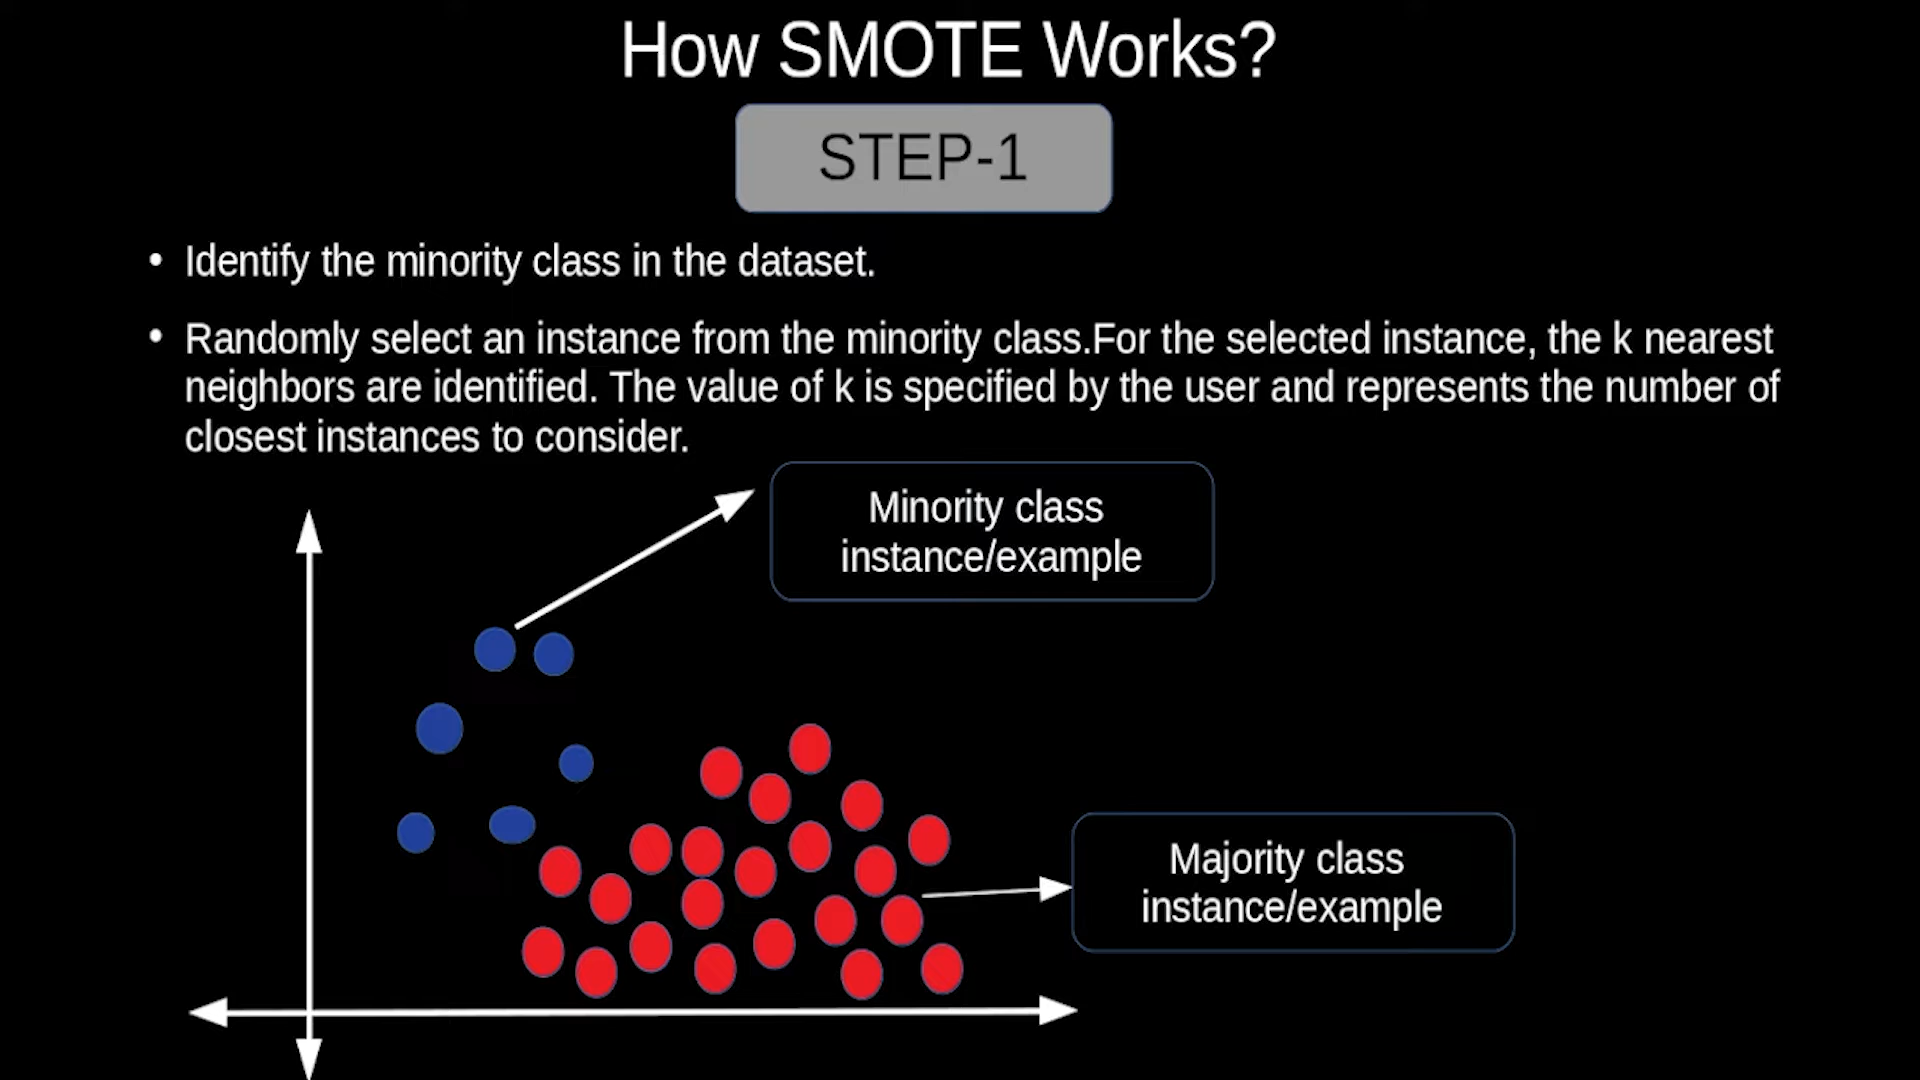 How SMOTE Works?
STEP-1
• Identify the minority class in the dataset.
• Randomly select an instance from the minority class.For the selected instance, the k nearest
neighbors are identified. The value of k is specified by the user and represents the number of
closest instances to consider.
Minority class
instance/example
Majority class
instance/example